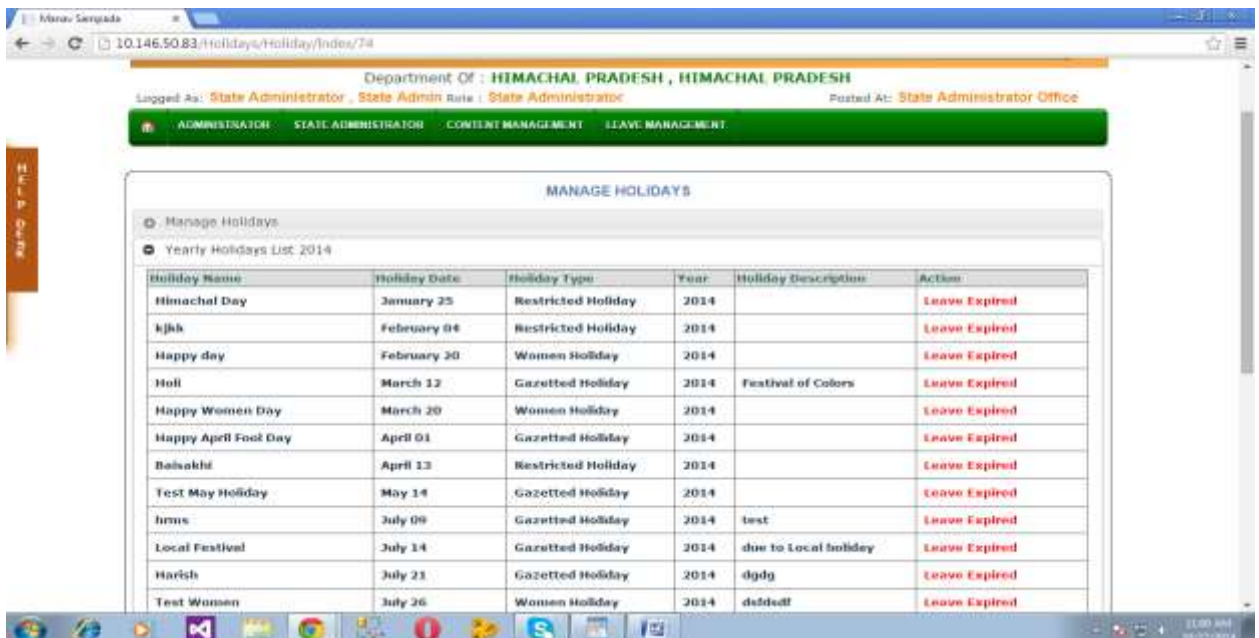 Manav Sampada
10.146.50.83/Holidays/Holiday/Index/74
Department Of : HIMACHAL PRADESH , HIMACHAL PRADESH
Logged As: State Administrator , State Admin Role : State Administrator Posted At: State Administrator Office
ADMINISTRATOR STATE ADMINISTRATOR CONTENT MANAGEMENT LEAVE MANAGEMENT
HELP DESK
MANAGE HOLIDAYS
Manage Holidays
Yearly Holidays List 2014
Holiday Name Holiday Date Holiday Type Year Holiday Description Action
Himachal Day January 25 Restricted Holiday 2014 Leave Expired
kjkk February 04 Restricted Holiday 2014 Leave Expired
Happy day February 20 Women Holiday 2014 Leave Expired
Holi March 12 Gazetted Holiday 2014 Festival of Colors Leave Expired
Happy Women Day March 20 Women Holiday 2014 Leave Expired
Happy April Fool Day April 01 Gazetted Holiday 2014 Leave Expired
Baisakhi April 13 Restricted Holiday 2014 Leave Expired
Test May Holiday May 14 Gazetted Holiday 2014 Leave Expired
hrms July 09 Gazetted Holiday 2014 test Leave Expired
Local Festival July 14 Gazetted Holiday 2014 due to Local holiday Leave Expired
Harish July 21 Gazetted Holiday 2014 dgdg Leave Expired
Test Women July 26 Women Holiday 2014 Leave Expired
11:00 AM